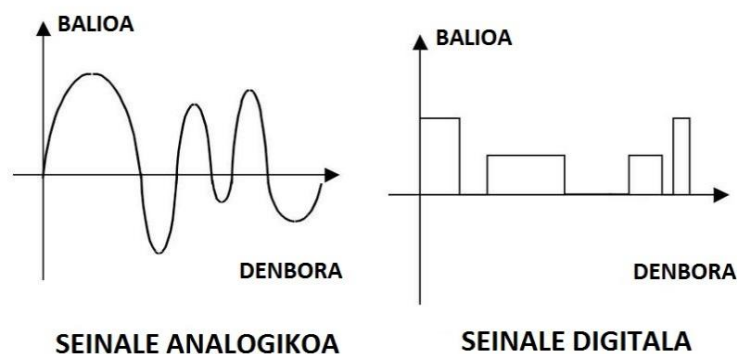 BALIOA
DENBORA
SEINALE ANALOGIKOA
BALIOA
DENBORA
SEINALE DIGITALA